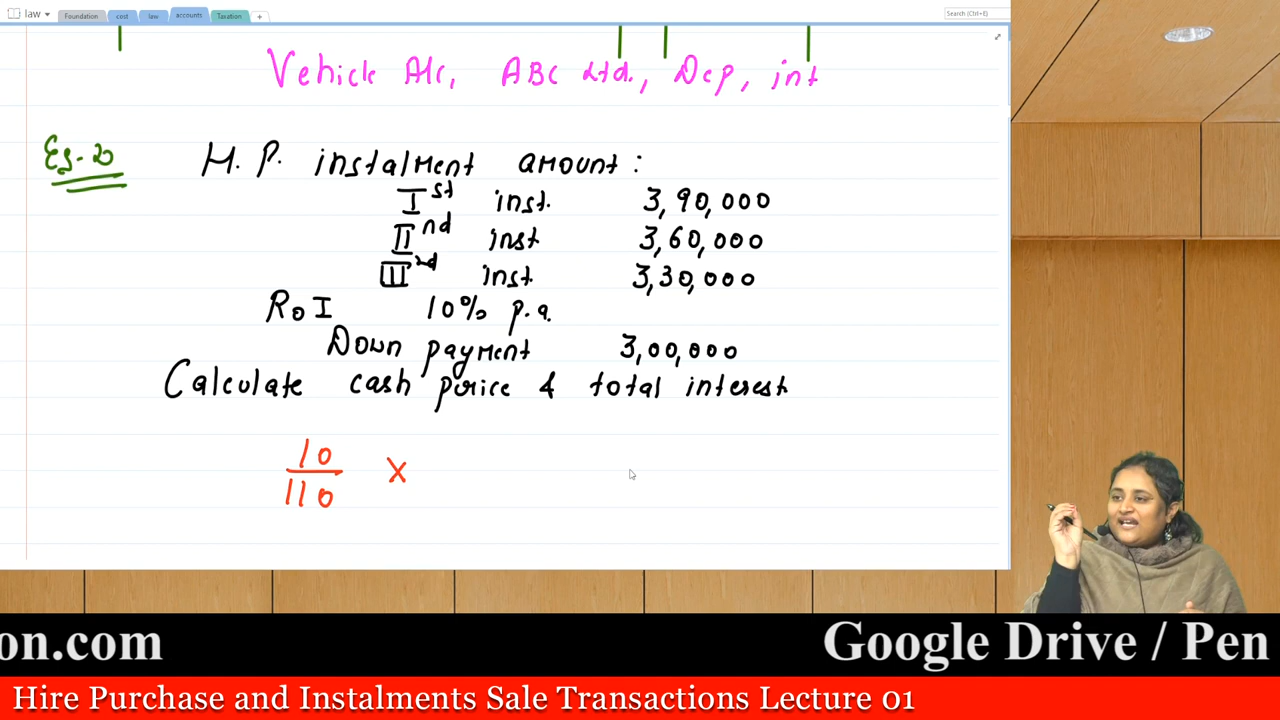 law Foundation cost law accounts Taxation + Search (Ctrl+E)
Vehicle A/c, ABC Ltd., Dep, int
Eg-20
H. P. instalment amount :
Ist inst. 3,90,000
IInd inst 3,60,000
IIIrd inst. 3,30,000
RoI 10% p.a.
Down payment 3,00,000
Calculate cash price & total interest
10
110 X
on.com Google Drive / Pen
Hire Purchase and Instalments Sale Transactions Lecture 01